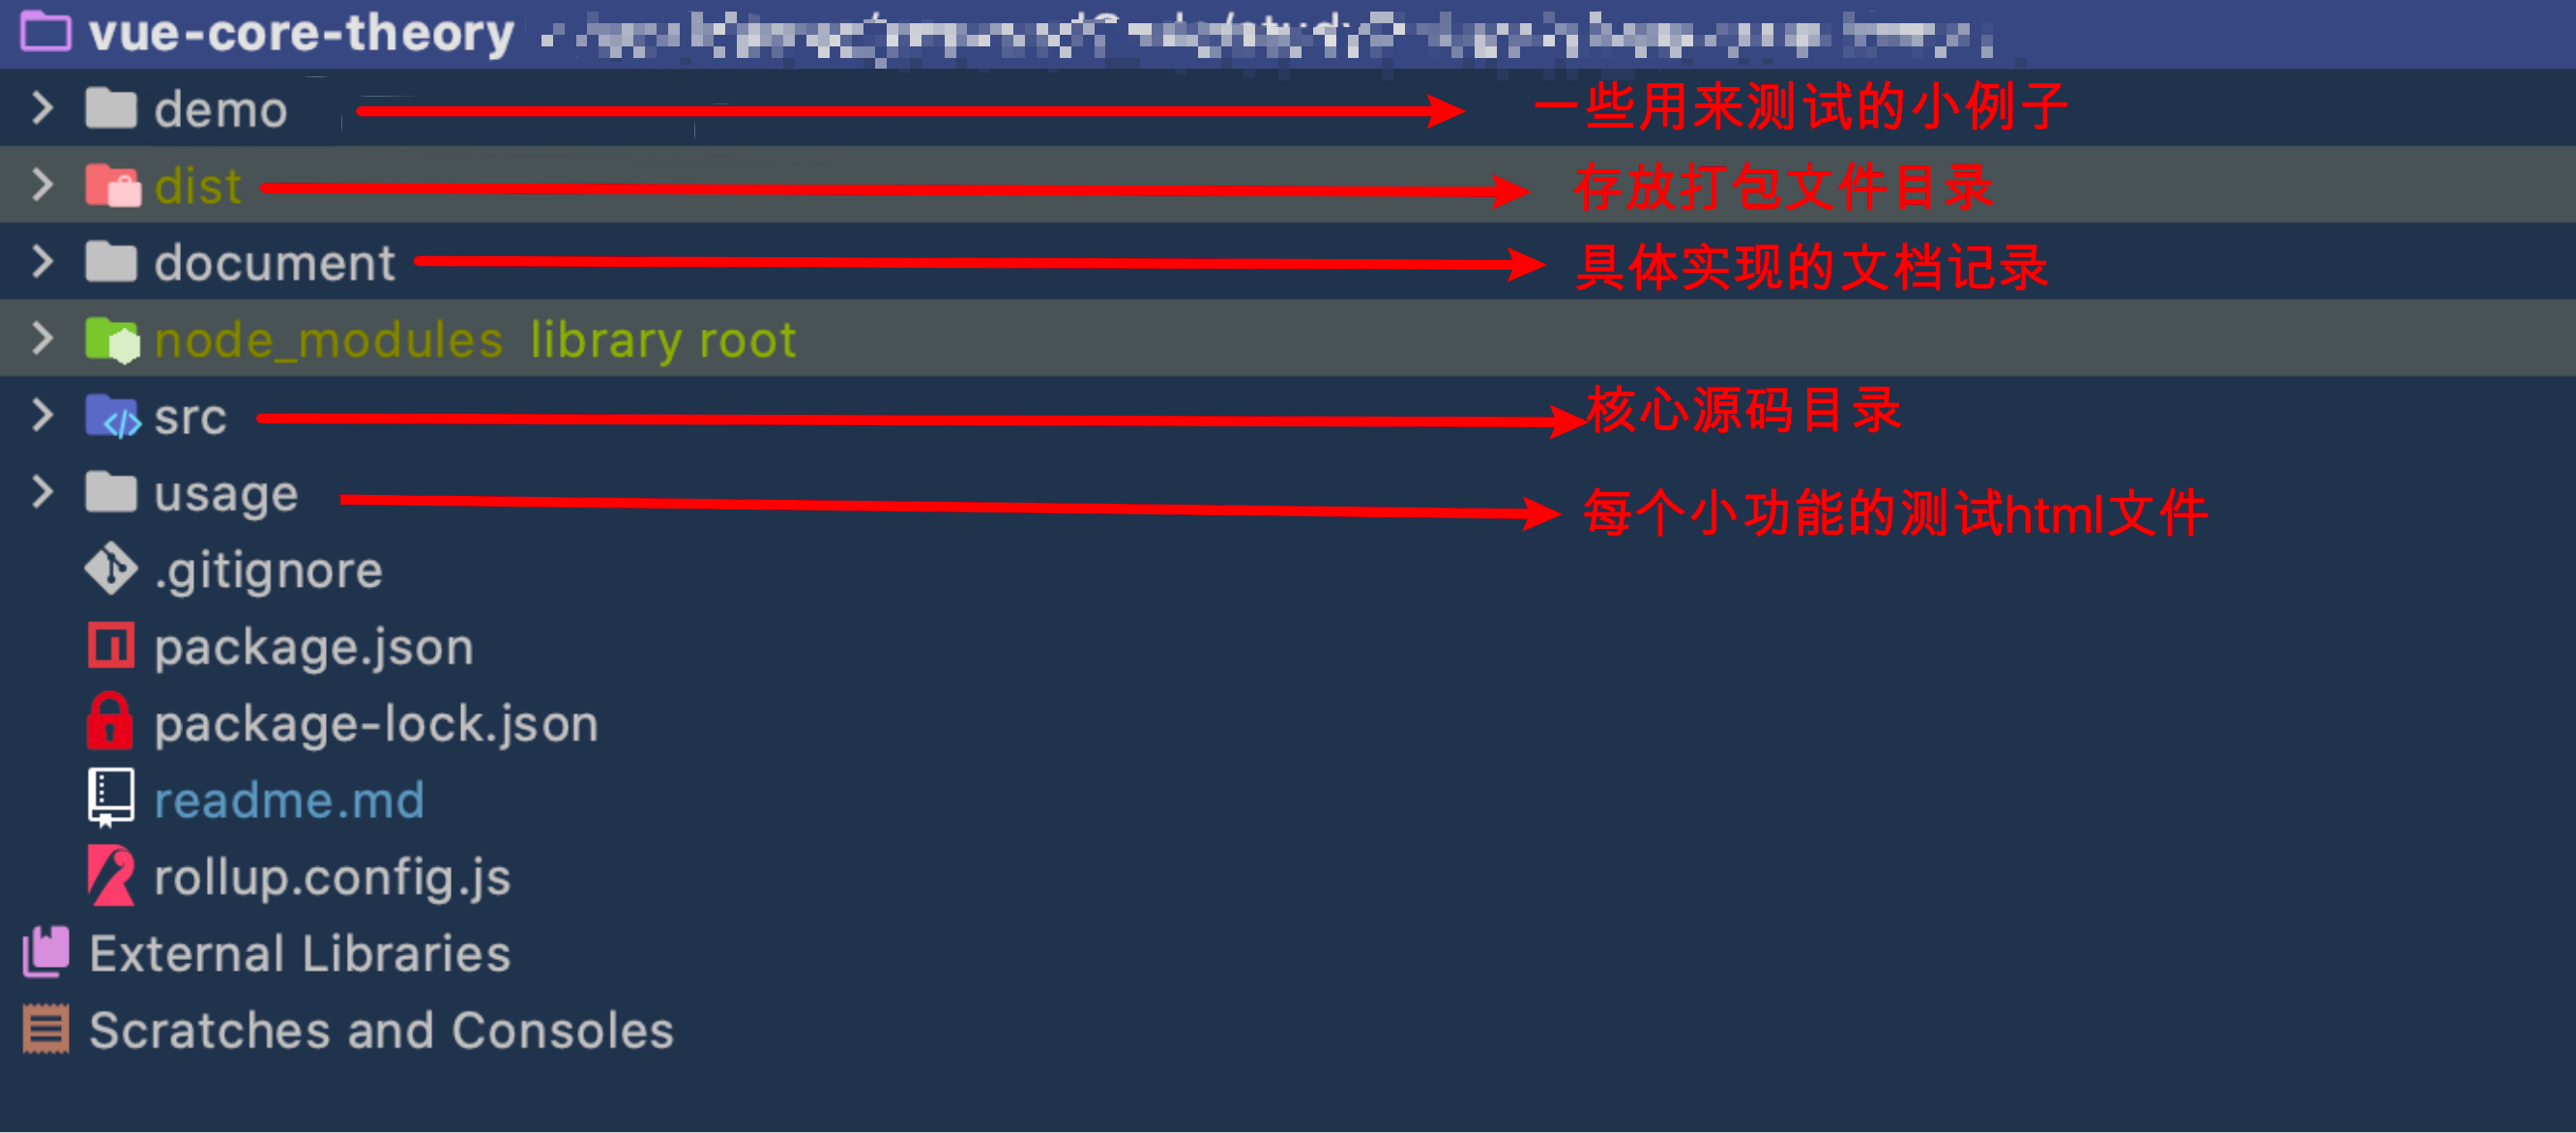 vue-core-theory
demo 一些用来测试的小例子
dist 存放打包文件目录
document 具体实现的文档记录
node_modules library root
src 核心源码目录
usage 每个小功能的测试html文件
.gitignore
package.json
package-lock.json
readme.md
rollup.config.js
External Libraries
Scratches and Consoles